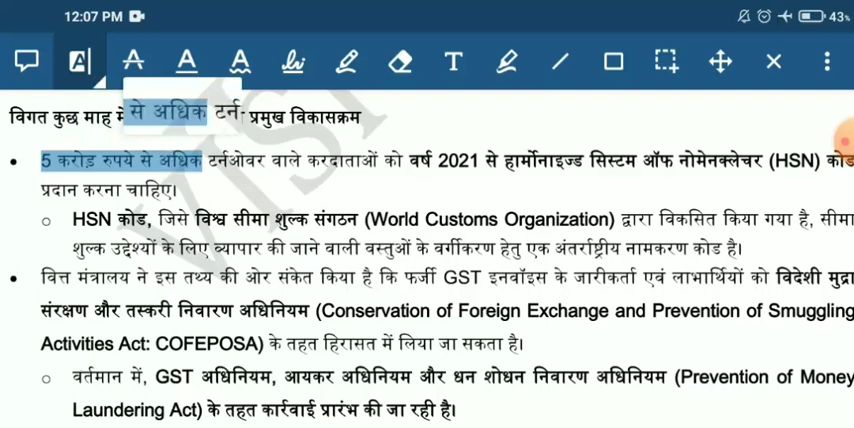 12:07 PM 43%
T
से अधिक टर्न
विगत कुछ माह में प्रमुख विकासक्रम
• 5 करोड़ रुपये से अधिक टर्नओवर वाले करदाताओं को वर्ष 2021 से हार्मोनाइज्ड सिस्टम ऑफ नोमेनक्लेचर (HSN) कोड
प्रदान करना चाहिए।
○ HSN कोड, जिसे विश्व सीमा शुल्क संगठन (World Customs Organization) द्वारा विकसित किया गया है, सीमा
शुल्क उद्देश्यों के लिए व्यापार की जाने वाली वस्तुओं के वर्गीकरण हेतु एक अंतर्राष्ट्रीय नामकरण कोड है।
• वित्त मंत्रालय ने इस तथ्य की ओर संकेत किया है कि फर्जी GST इनवॉइस के जारीकर्ता एवं लाभार्थियों को विदेशी मुद्रा
संरक्षण और तस्करी निवारण अधिनियम (Conservation of Foreign Exchange and Prevention of Smuggling
Activities Act: COFEPOSA) के तहत हिरासत में लिया जा सकता है।
○ वर्तमान में, GST अधिनियम, आयकर अधिनियम और धन शोधन निवारण अधिनियम (Prevention of Money
Laundering Act) के तहत कार्रवाई प्रारंभ की जा रही है।